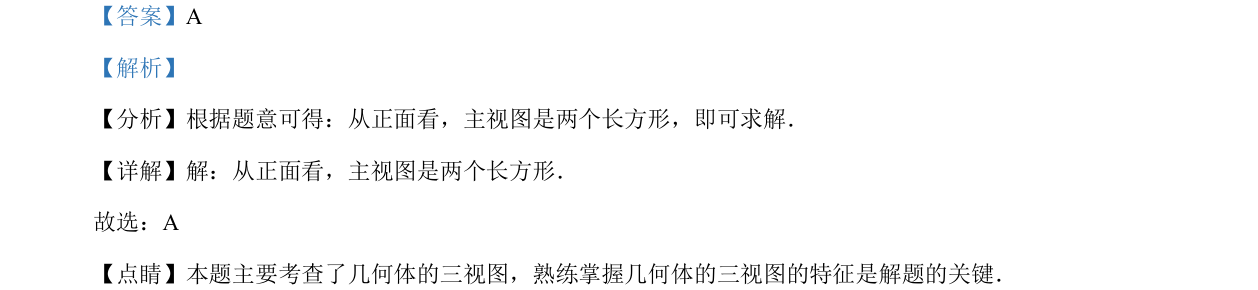 【答案】A
【解析】
【分析】根据题意可得：从正面看，主视图是两个长方形，即可求解．
【详解】解：从正面看，主视图是两个长方形．
故选：A
【点睛】本题主要考查了几何体的三视图，熟练掌握几何体的三视图的特征是解题的关键．